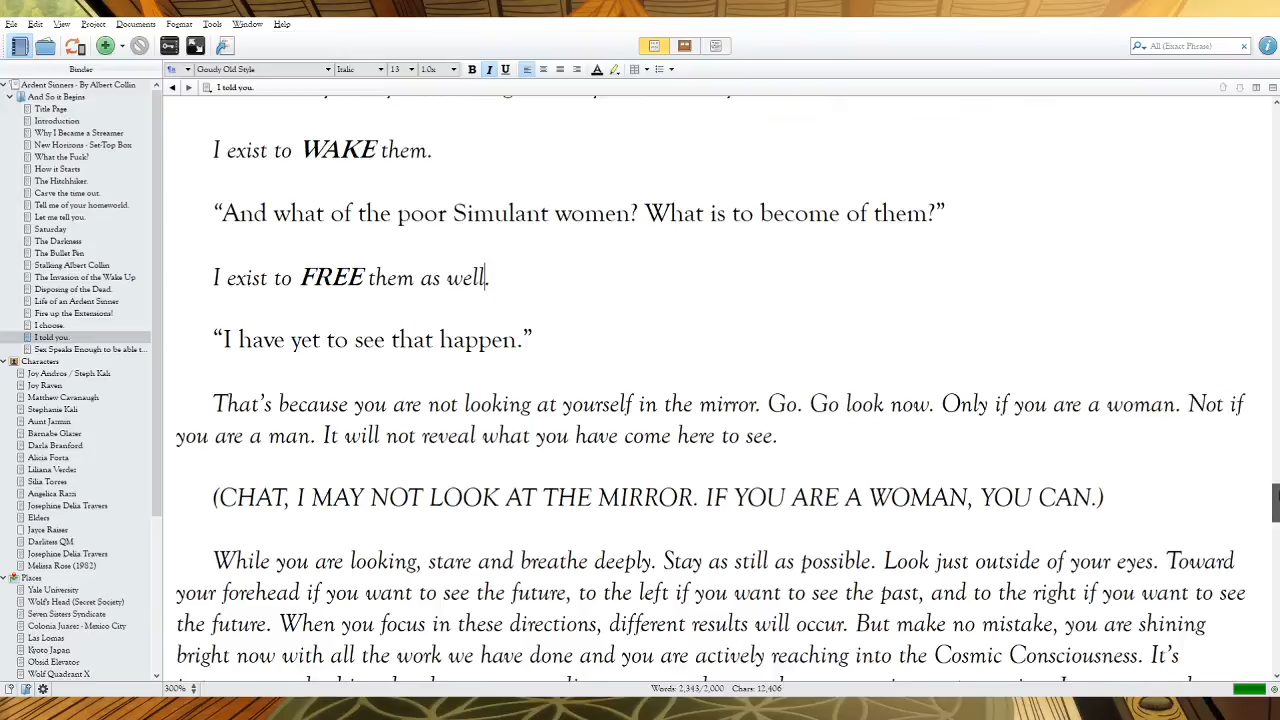 File Edit View Project Documents Format Tools Window Help
All (Exact Phrase)
Binder
Goudy Old Style Italic 13 1.0x B I U A
I told you.
Ardent Sinners - By Albert Collin
And So it Begins
Title Page
Introduction
Why I Became a Streamer
New Horizons - Set-Top Box
What the Fuck?
How it Starts
The Hitchhiker.
Carve the time out.
Tell me of your homeworld.
Let me tell you.
Saturday
The Darkness
The Bullet Pen
Stalking Albert Collin
The Invasion of the Wake Up
Disposing of the Dead.
Life of an Ardent Sinner
Fire up the Extensions!
I choose.
I told you.
Sex Speaks Enough to be able t...
Characters
Joy Andros / Steph Kali
Joy Raven
Matthew Cavanaugh
Stephanie Kali
Aunt Jazmin
Barnabe Glazer
Darla Branford
Alicia Forta
Liliana Verdes
Silia Torres
Angelica Razzi
Josephine Delia Travers
Elders
Jayce Raiser
Darlitess QM
Josephine Delia Travers
Melissa Rose (1982)
Places
Yale University
Wolf's Head (Secret Society)
Seven Sisters Syndicate
Colonia Juarez - Mexico City
Las Lomas
Kyoto Japan
Obsid Elevator
Wolf Quadrant X
I exist to WAKE them.
“And what of the poor Simulant women? What is to become of them?”
I exist to FREE them as well.
“I have yet to see that happen.”
That’s because you are not looking at yourself in the mirror. Go. Go look now. Only if you are a woman. Not if
you are a man. It will not reveal what you have come here to see.
(CHAT, I MAY NOT LOOK AT THE MIRROR. IF YOU ARE A WOMAN, YOU CAN.)
While you are looking, stare and breathe deeply. Stay as still as possible. Look just outside of your eyes. Toward
your forehead if you want to see the future, to the left if you want to see the past, and to the right if you want to see
the future. When you focus in these directions, different results will occur. But make no mistake, you are shining
bright now with all the work we have done and you are actively reaching into the Cosmic Consciousness. It’s
300%
Words: 2,343/2,000 Chars: 12,406